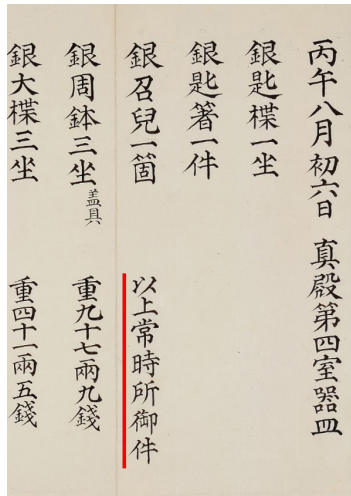 丙午八月初六日 真殿第四室器皿
銀匙楪一坐
銀匙箸一件
銀召兒一箇 以上常時所御件
銀周鉢三坐 盖具 重九十七兩九錢
銀大楪三坐 重四十一兩五錢